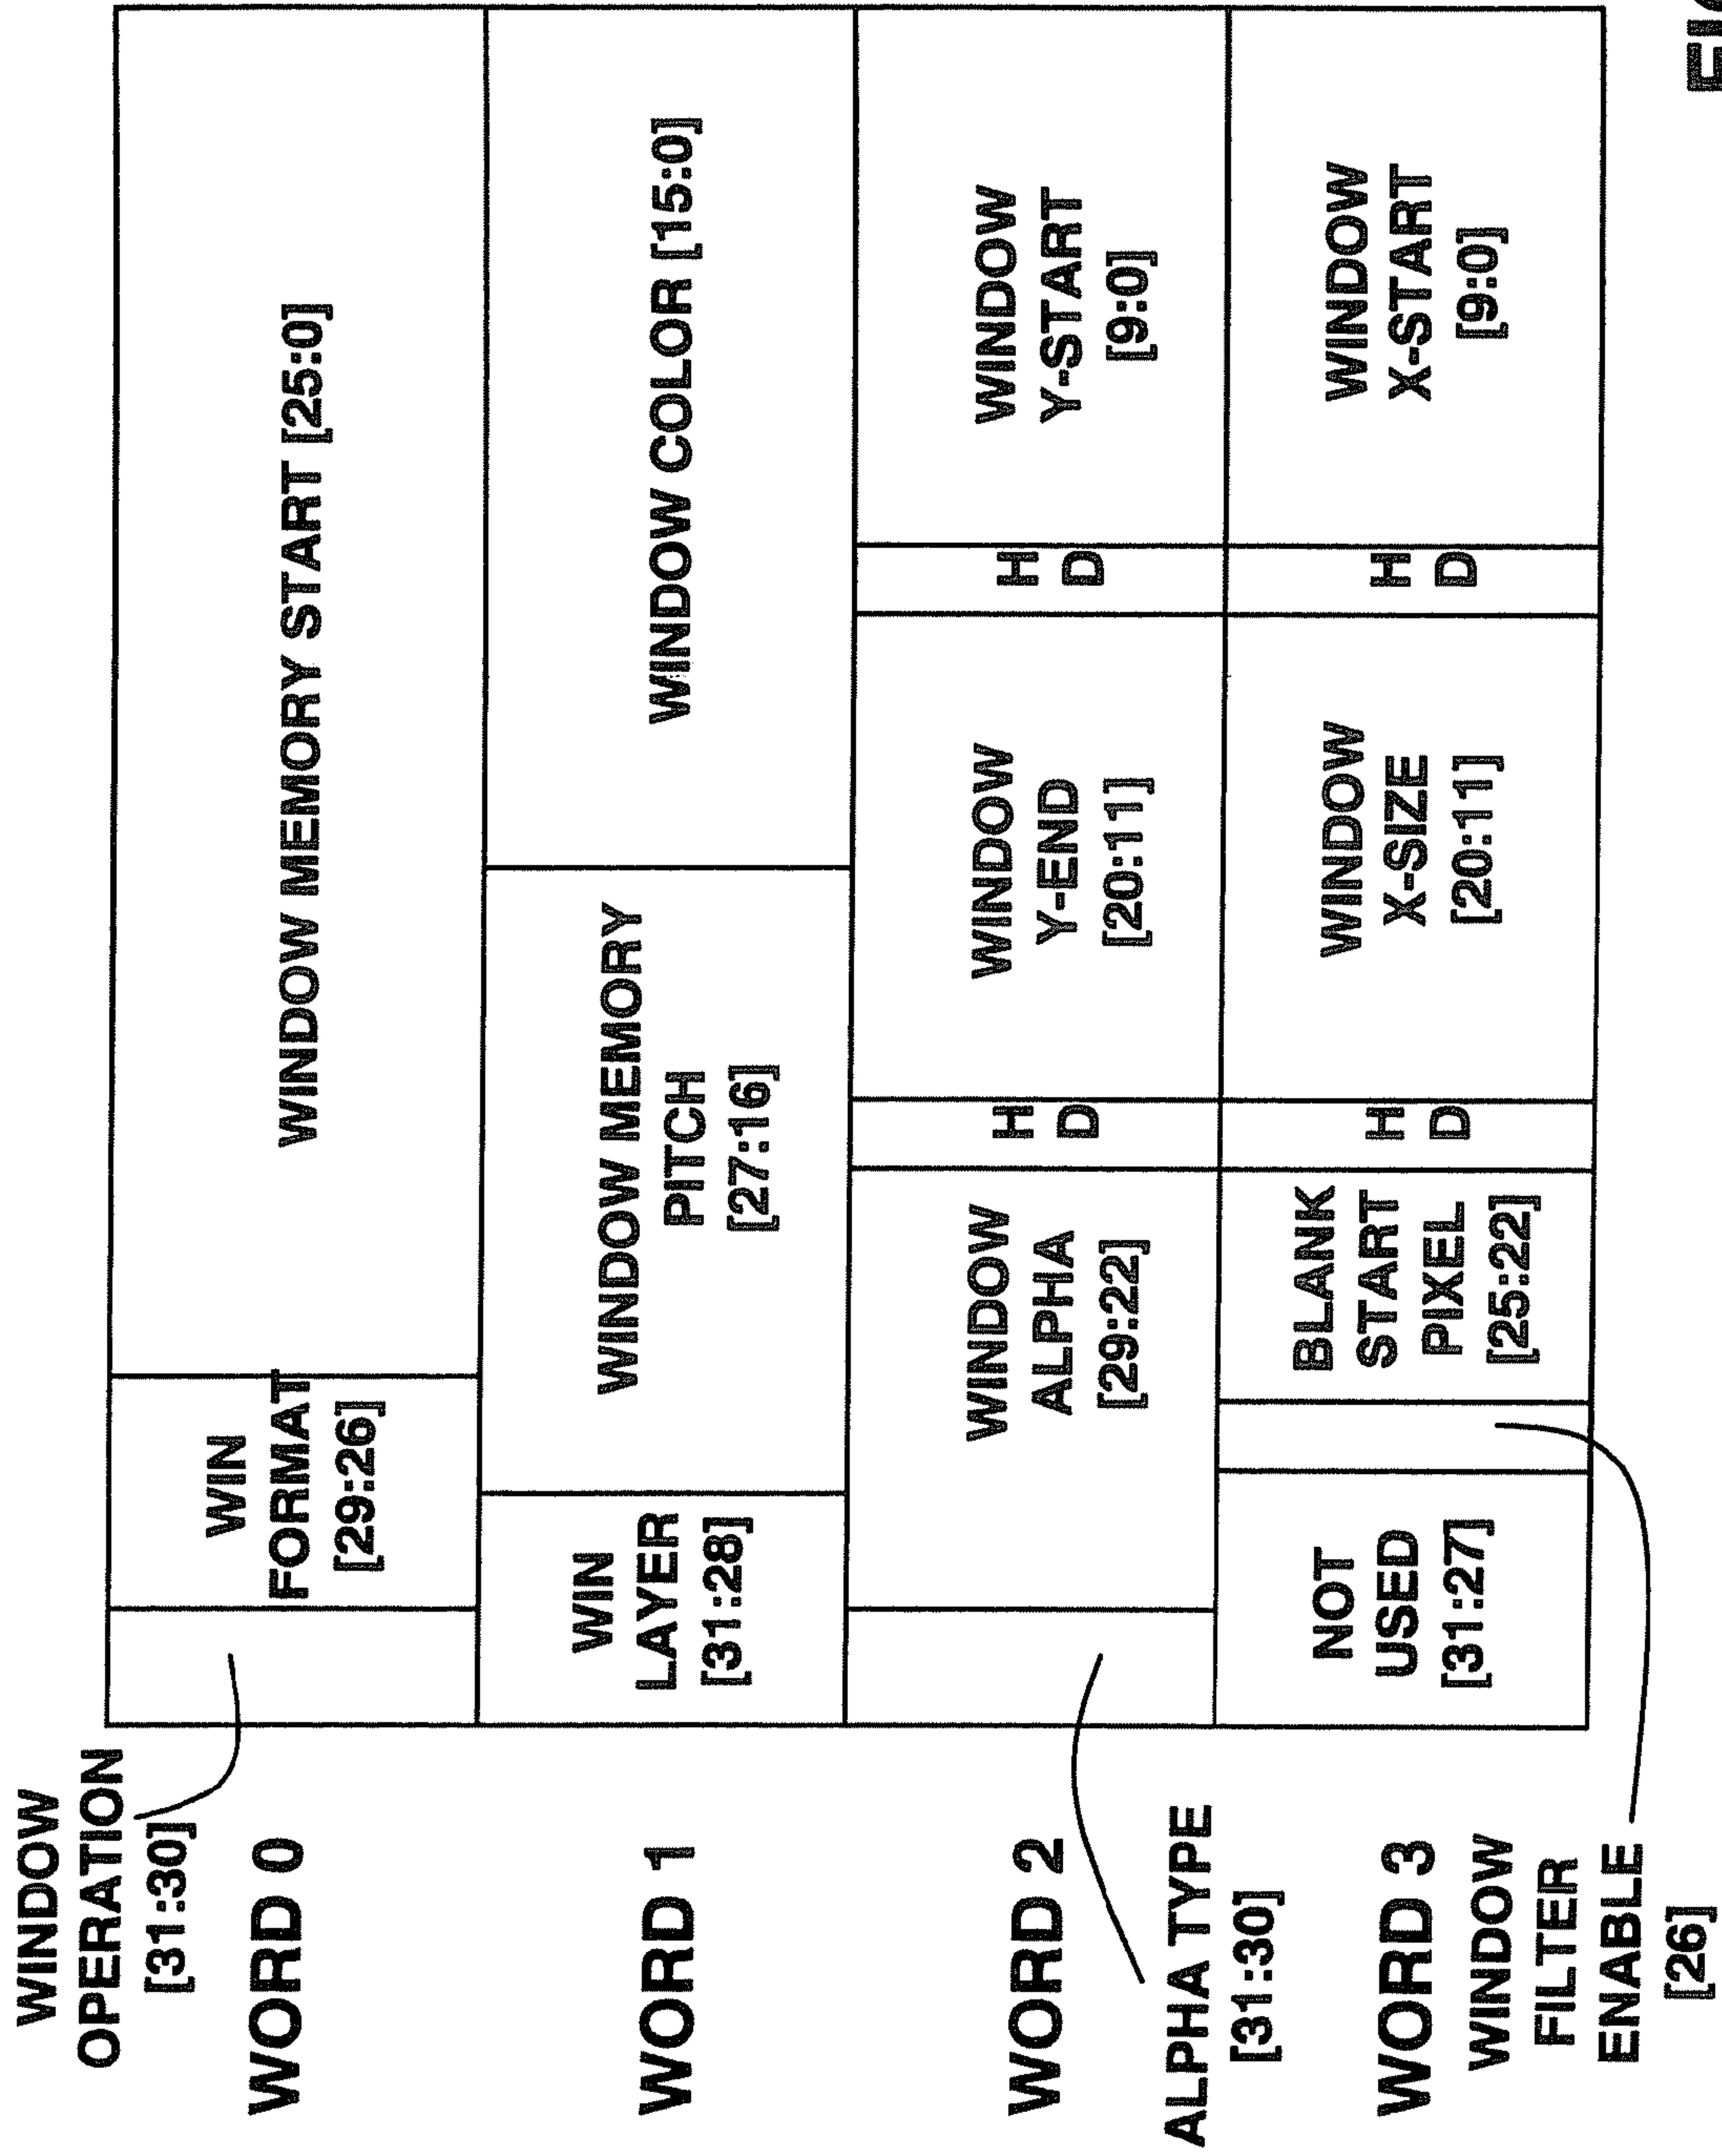 WINDOW
OPERATION
[31:30]
WORD 0
WIN
FORMAT
[29:26]
WINDOW MEMORY START [25:0]
WORD 1
WIN
LAYER
[31:28]
WINDOW MEMORY
PITCH
[27:16]
WINDOW COLOR [15:0]
WORD 2
WINDOW
ALPHA
[29:22]
H
D
WINDOW
Y-END
[20:11]
H
D
WINDOW
Y-START
[9:0]
ALPHA TYPE
[31:30]
WORD 3
NOT
USED
[31:27]
BLANK
START
PIXEL
[25:22]
H
D
WINDOW
X-SIZE
[20:11]
H
D
WINDOW
X-START
[9:0]
WINDOW
FILTER
ENABLE
[26]